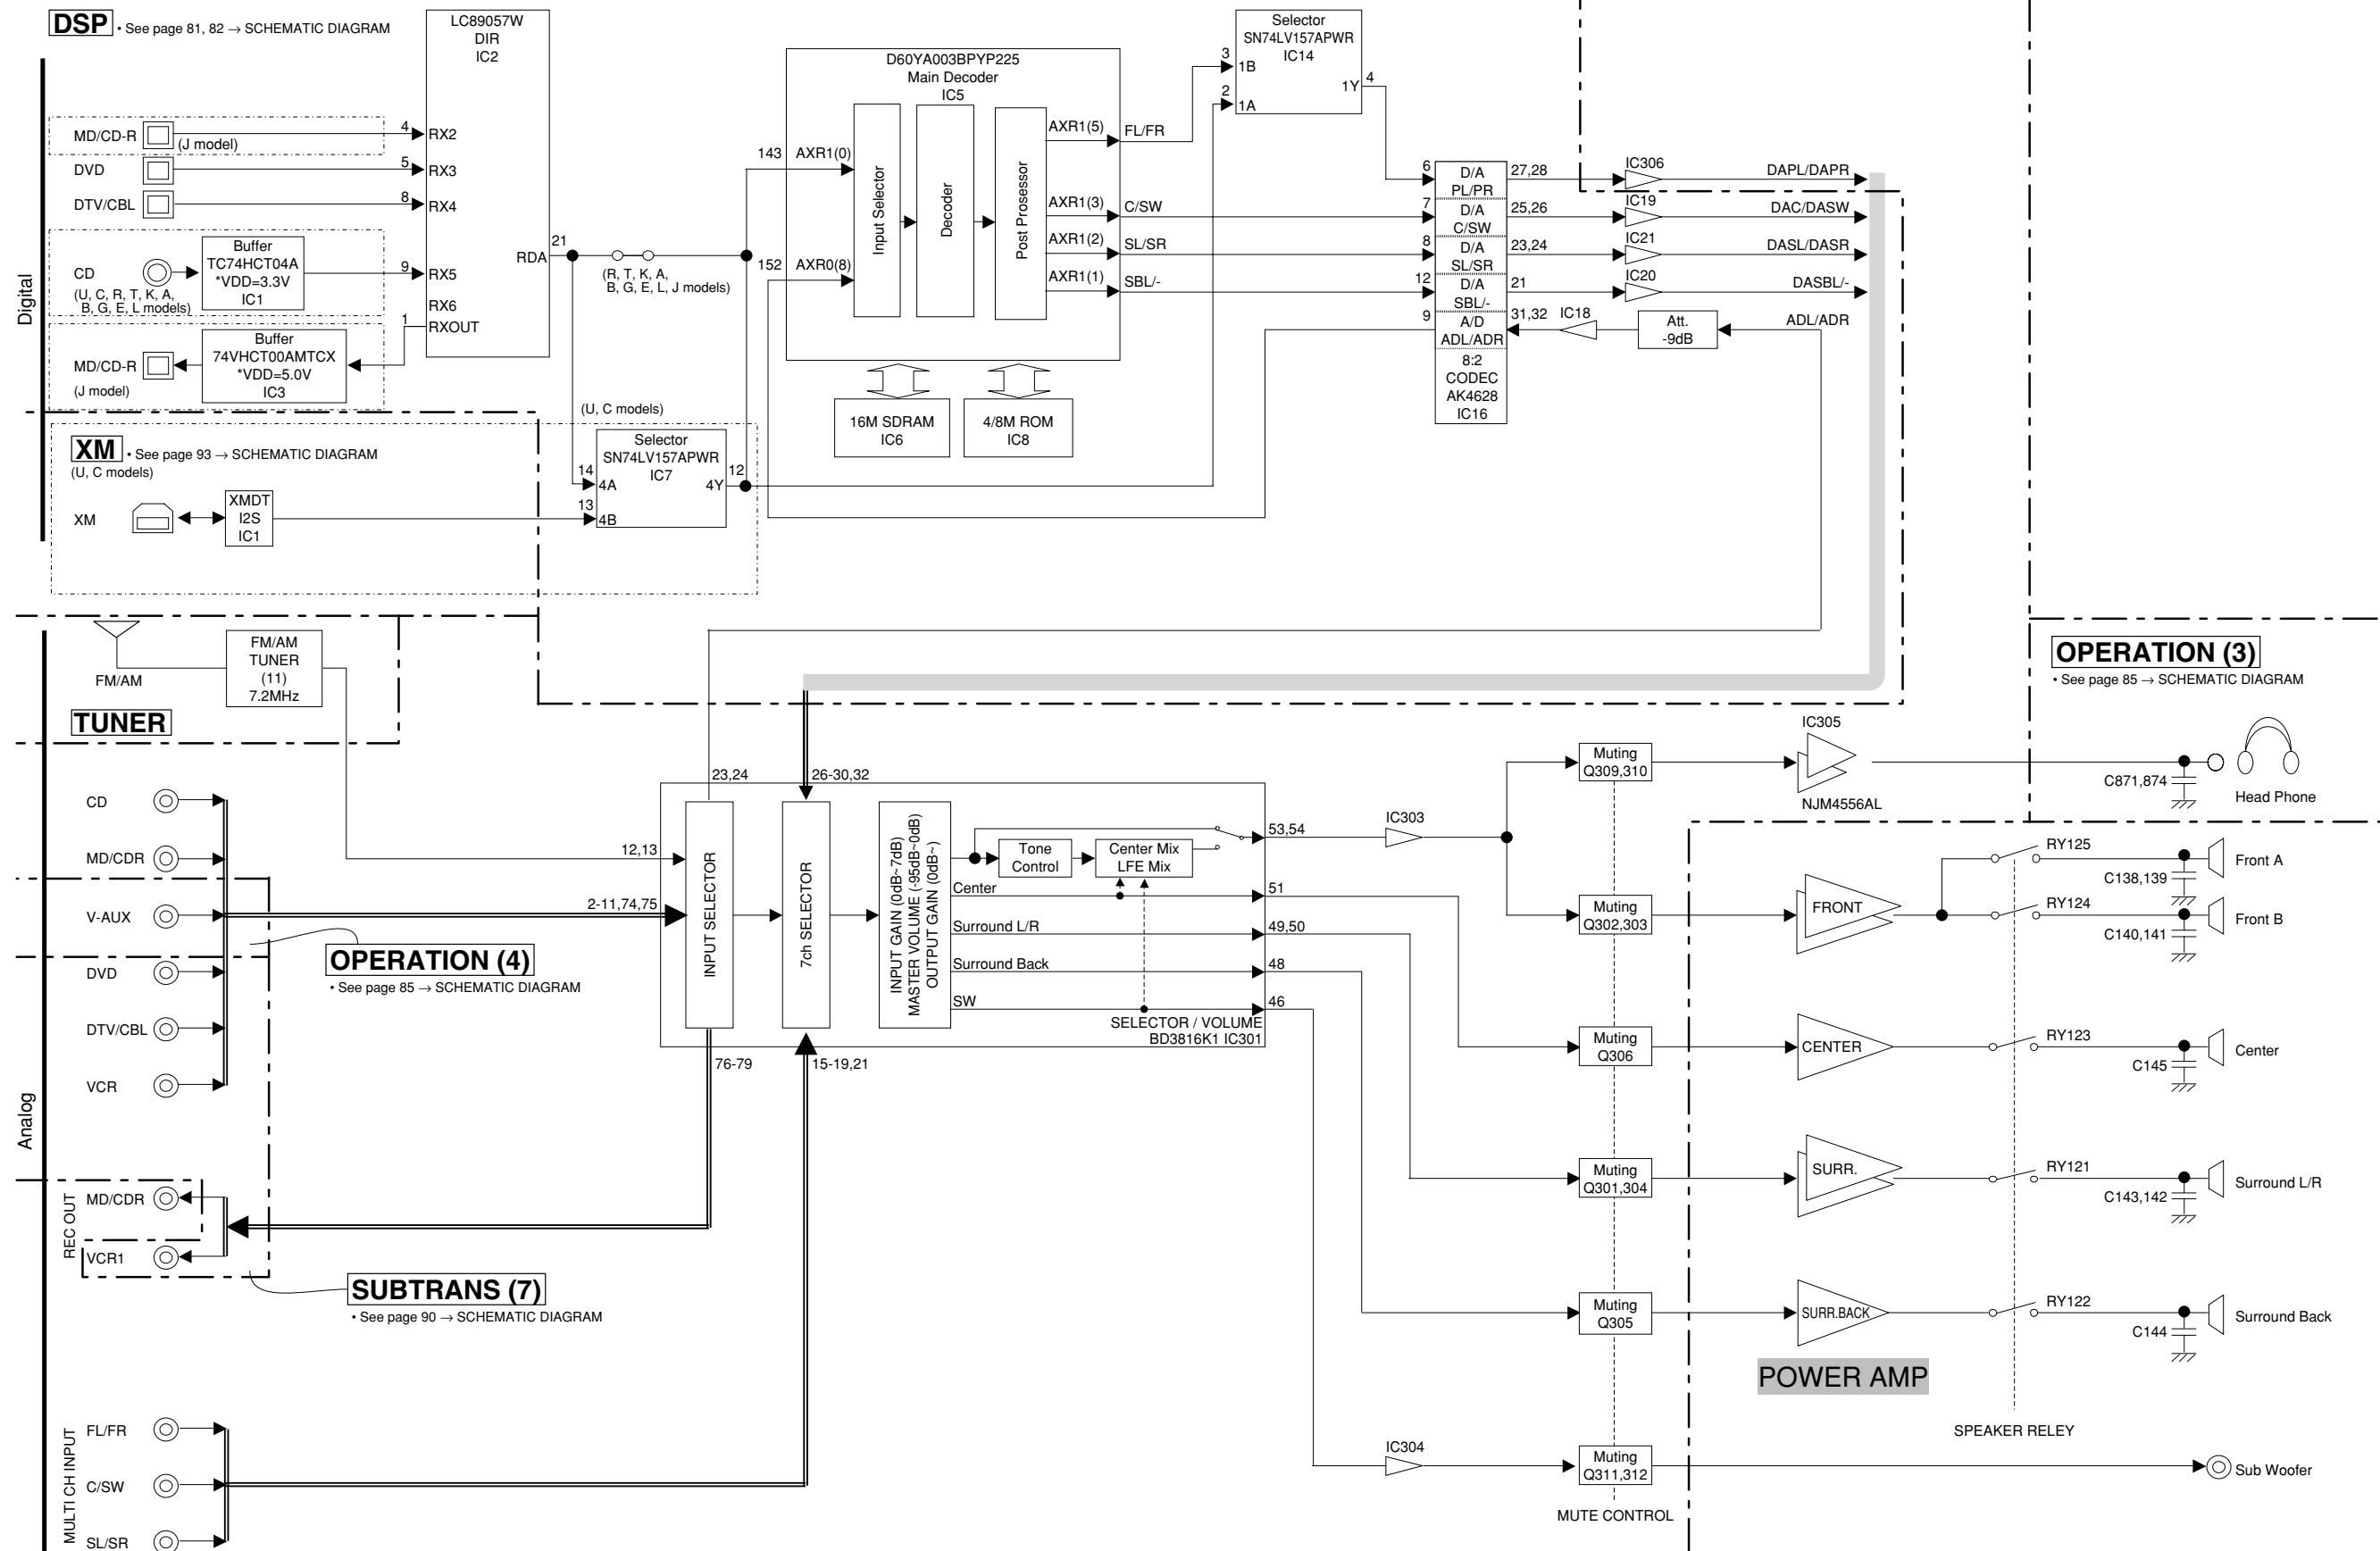 DSP • See page 81, 82 → SCHEMATIC DIAGRAM
Digital
MD/CD-R
(J model)
DVD
DTV/CBL
CD
(U, C, R, T, K, A,
B, G, E, L models)
Buffer
TC74HCT04A
*VDD=3.3V
IC1
MD/CD-R
(J model)
Buffer
74VHCT00AMTCX
*VDD=5.0V
IC3
LC89057W
DIR
IC2
4 RX2
5 RX3
8 RX4
9 RX5
RX6
1 RXOUT
RDA 21
(R, T, K, A,
B, G, E, L, J models)
D60YA003BPYP225
Main Decoder
IC5
143 AXR1(0)
152 AXR0(8)
Input Selector
Decoder
Post Prosessor
AXR1(5) FL/FR
AXR1(3) C/SW
AXR1(2) SL/SR
AXR1(1) SBL/-
16M SDRAM
IC6
4/8M ROM
IC8
Selector
SN74LV157APWR
IC14
3 1B
2 1A
1Y 4
6 D/A 27,28
PL/PR
7 D/A 25,26
C/SW
8 D/A 23,24
SL/SR
12 D/A 21
SBL/-
9 A/D 31,32
ADL/ADR
8:2
CODEC
AK4628
IC16
IC306 DAPL/DAPR
IC19 DAC/DASW
IC21 DASL/DASR
IC20 DASBL/-
IC18
Att.
-9dB
ADL/ADR
XM • See page 93 → SCHEMATIC DIAGRAM
(U, C models)
XM
XMDT
I2S
IC1
(U, C models)
Selector
SN74LV157APWR
IC7
14 4A
13 4B
4Y 12
FM/AM
FM/AM
TUNER
(11)
7.2MHz
TUNER
Analog
CD
MD/CDR
V-AUX
DVD
DTV/CBL
VCR
OPERATION (4)
• See page 85 → SCHEMATIC DIAGRAM
REC OUT
MD/CDR
VCR1
SUBTRANS (7)
• See page 90 → SCHEMATIC DIAGRAM
MULTI CH INPUT
FL/FR
C/SW
SL/SR
23,24
26-30,32
12,13
2-11,74,75
76-79
15-19,21
INPUT SELECTOR
7ch SELECTOR
INPUT GAIN (0dB~7dB)
MASTER VOLUME (-95dB~0dB)
OUTPUT GAIN (0dB~)
Tone
Control
Center Mix
LFE Mix
Center
Surround L/R
Surround Back
SW
SELECTOR / VOLUME
BD3816K1 IC301
53,54
51
49,50
48
46
IC303
IC304
Muting
Q309,310
Muting
Q302,303
Muting
Q306
Muting
Q301,304
Muting
Q305
Muting
Q311,312
MUTE CONTROL
IC305
NJM4556AL
FRONT
CENTER
SURR.
SURR.BACK
POWER AMP
RY125
RY124
RY123
RY121
RY122
SPEAKER RELEY
OPERATION (3)
• See page 85 → SCHEMATIC DIAGRAM
C871,874
Head Phone
C138,139
Front A
C140,141
Front B
C145
Center
C143,142
Surround L/R
C144
Surround Back
Sub Woofer